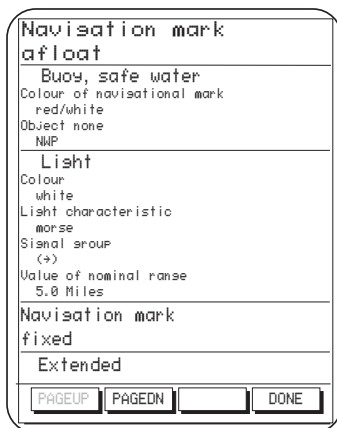 Navigation mark
afloat
Buoy, safe water
Colour of navigational mark
red/white
Object none
NWP
Light
Colour
white
Light characteristic
morse
Signal group
(→)
Value of nominal range
5.0 Miles
Navigation mark
fixed
Extended
PAGEUP PAGEDN DONE